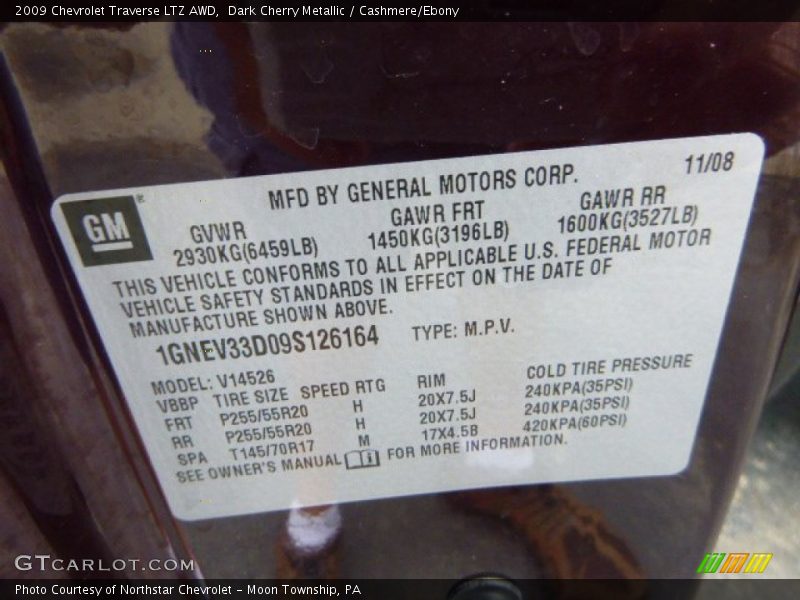 2009 Chevrolet Traverse LTZ AWD,  Dark Cherry Metallic / Cashmere/Ebony
MFD BY GENERAL MOTORS CORP. 11/08
GM®
GVWR GAWR FRT GAWR RR
2930KG(6459LB) 1450KG(3196LB) 1600KG(3527LB)
THIS VEHICLE CONFORMS TO ALL APPLICABLE U.S. FEDERAL MOTOR
VEHICLE SAFETY STANDARDS IN EFFECT ON THE DATE OF
MANUFACTURE SHOWN ABOVE.
1GNEV33D09S126164 TYPE: M.P.V.
MODEL: V14526
VBBP TIRE SIZE SPEED RTG RIM COLD TIRE PRESSURE
FRT P255/55R20 H 20X7.5J 240KPA(35PSI)
RR P255/55R20 H 20X7.5J 240KPA(35PSI)
SPA T145/70R17 M 17X4.5B 420KPA(60PSI)
SEE OWNER'S MANUAL FOR MORE INFORMATION.
GTCARLOT.COM
Photo Courtesy of Northstar Chevrolet - Moon Township, PA